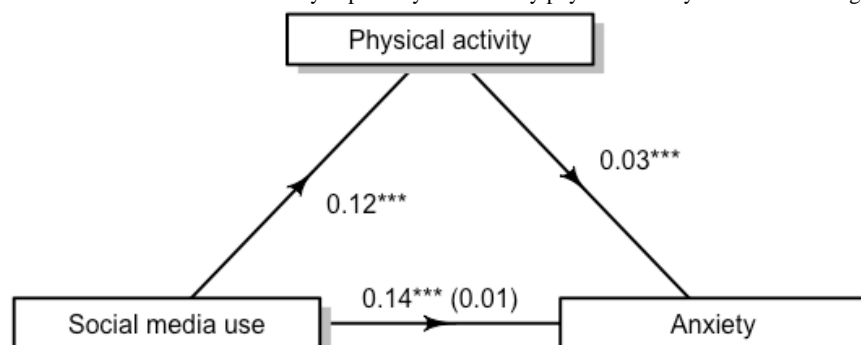 Physical activity
0.03***
0.12***
0.14*** (0.01)
Social media use
Anxiety